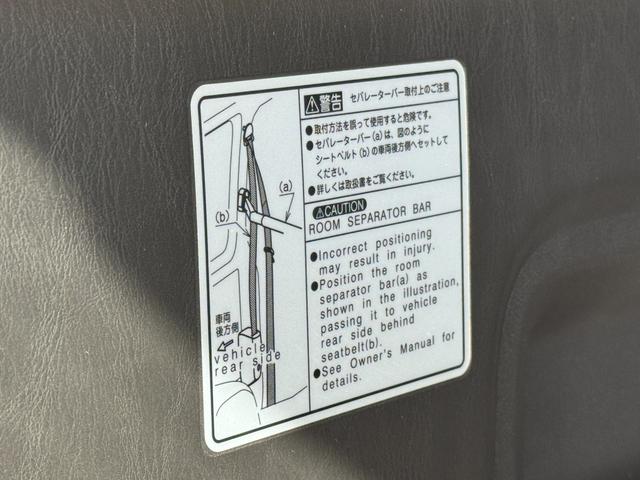 ⚠警告 セパレーターバー取付上のご注意
●取付方法を誤って使用すると危険です。
●セパレーターバー(a)は、図のように
シートベルト(b)の車両後方側へセットして
ください。
●詳しくは取扱書をご覧ください。
⚠CAUTION
ROOM SEPARATOR BAR
●Incorrect positioning
may result in injury.
●Position the room
separator bar(a) as
shown in the illustration,
passing it to vehicle
rear side behind
seatbelt(b).
●See Owner's Manual for
details.
(a)
(b)
車両
後方側
vehicle
rear side